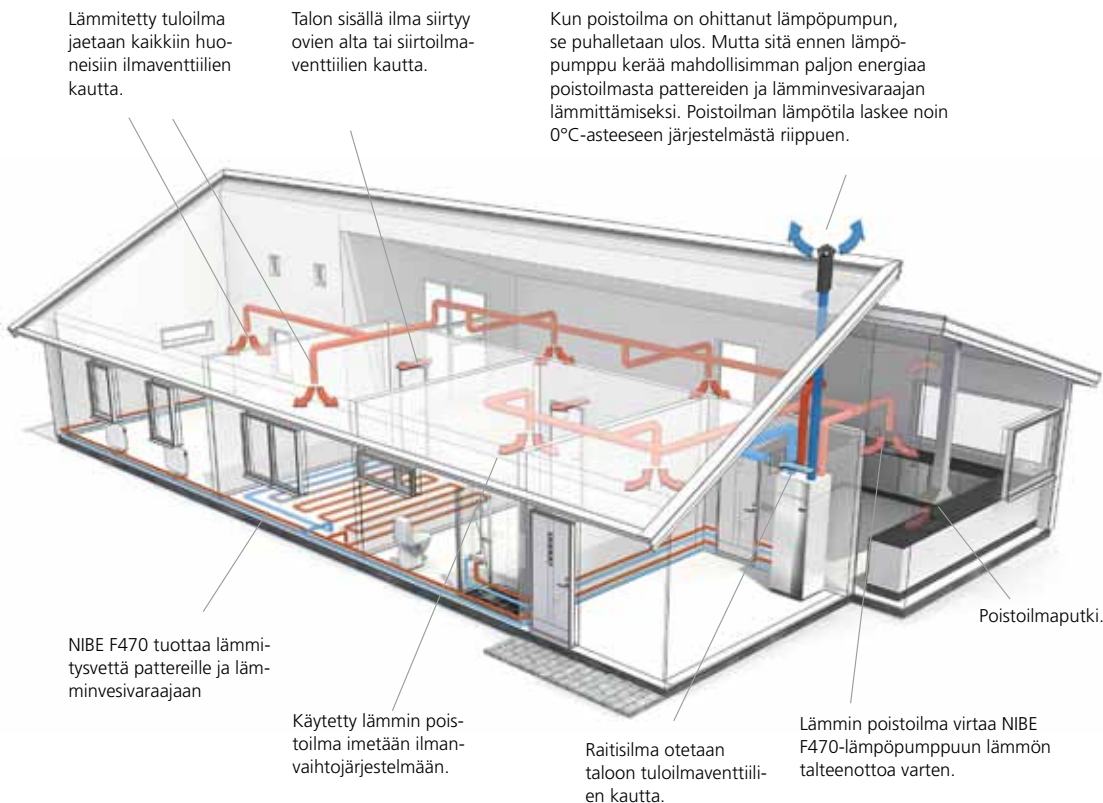 Lämmitetty tuloilma
jaetaan kaikkiin huo-
neisiin ilmaventtiilien
kautta.
Talon sisällä ilma siirtyy
ovien alta tai siirtoilma-
venttiilien kautta.
Kun poistoilma on ohittanut lämpöpumpun,
se puhalletaan ulos. Mutta sitä ennen lämpö-
pumppu kerää mahdollisimman paljon energiaa
poistoilmasta pattereiden ja lämminvesivaraajan
lämmittämiseksi. Poistoilman lämpötila laskee noin
0°C-asteeseen järjestelmästä riippuen.
Poistoilmaputki.
NIBE F470 tuottaa lämmi-
tysvettä pattereille ja läm-
minvesivaraajaan
Käytetty lämmin pois-
toilma imetään ilman-
vaihtojärjestelmään.
Raitisilma otetaan
taloon tuloilmaventtiili-
en kautta.
Lämmin poistoilma virtaa NIBE
F470-lämpöpumppuun lämmön
talteenottoa varten.